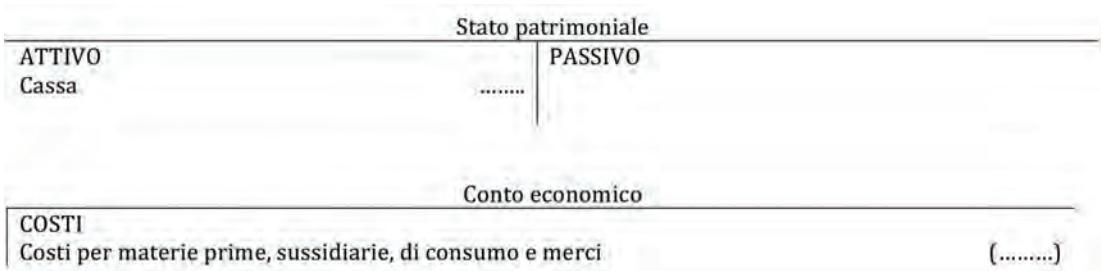 Stato patrimoniale
ATTIVO PASSIVO
Cassa ........
Conto economico
COSTI
Costi per materie prime, sussidiarie, di consumo e merci (.........)